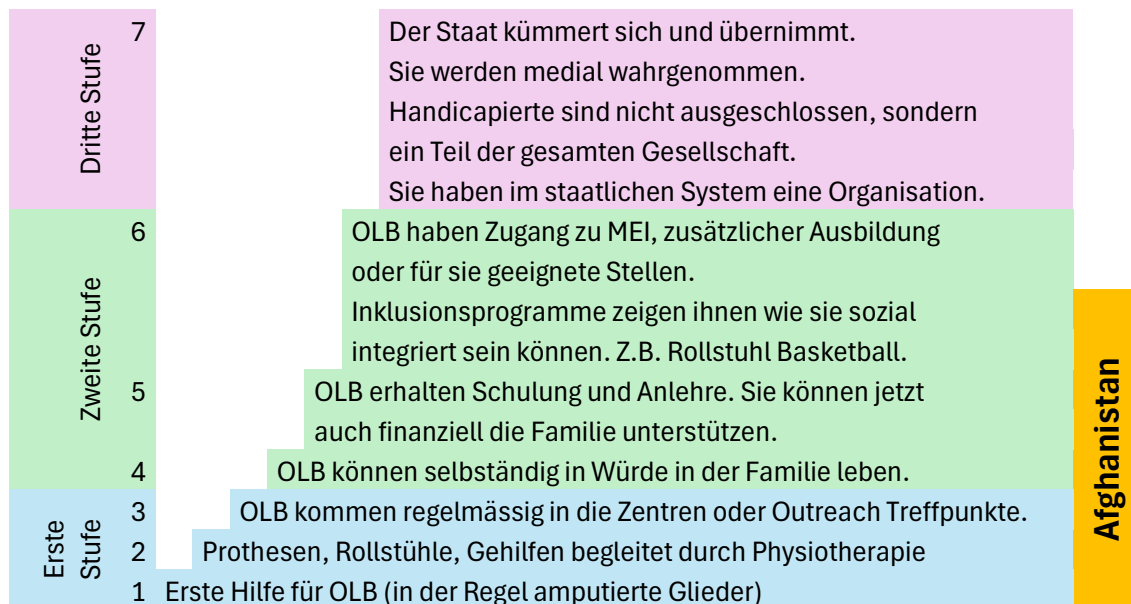 Dritte Stufe
7 Der Staat kümmert sich und übernimmt.
Sie werden medial wahrgenommen.
Handicapierte sind nicht ausgeschlossen, sondern
ein Teil der gesamten Gesellschaft.
Sie haben im staatlichen System eine Organisation.
Zweite Stufe
6 OLB haben Zugang zu MEI, zusätzlicher Ausbildung
oder für sie geeignete Stellen.
Inklusionsprogramme zeigen ihnen wie sie sozial
integriert sein können. Z.B. Rollstuhl Basketball.
5 OLB erhalten Schulung und Anlehre. Sie können jetzt
auch finanziell die Familie unterstützen.
4 OLB können selbständig in Würde in der Familie leben.
Erste
Stufe
3 OLB kommen regelmässig in die Zentren oder Outreach Treffpunkte.
2 Prothesen, Rollstühle, Gehilfen begleitet durch Physiotherapie
1 Erste Hilfe für OLB (in der Regel amputierte Glieder)
Afghanistan